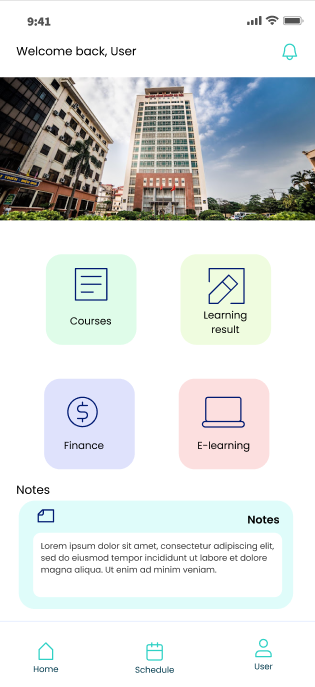 9:41
Welcome back, User
Courses
Learning
result
Finance
E-learning
Notes
Notes
Lorem ipsum dolor sit amet, consectetur adipiscing elit,
sed do eiusmod tempor incididunt ut labore et dolore
magna aliqua. Ut enim ad minim veniam.
Home
Schedule
User